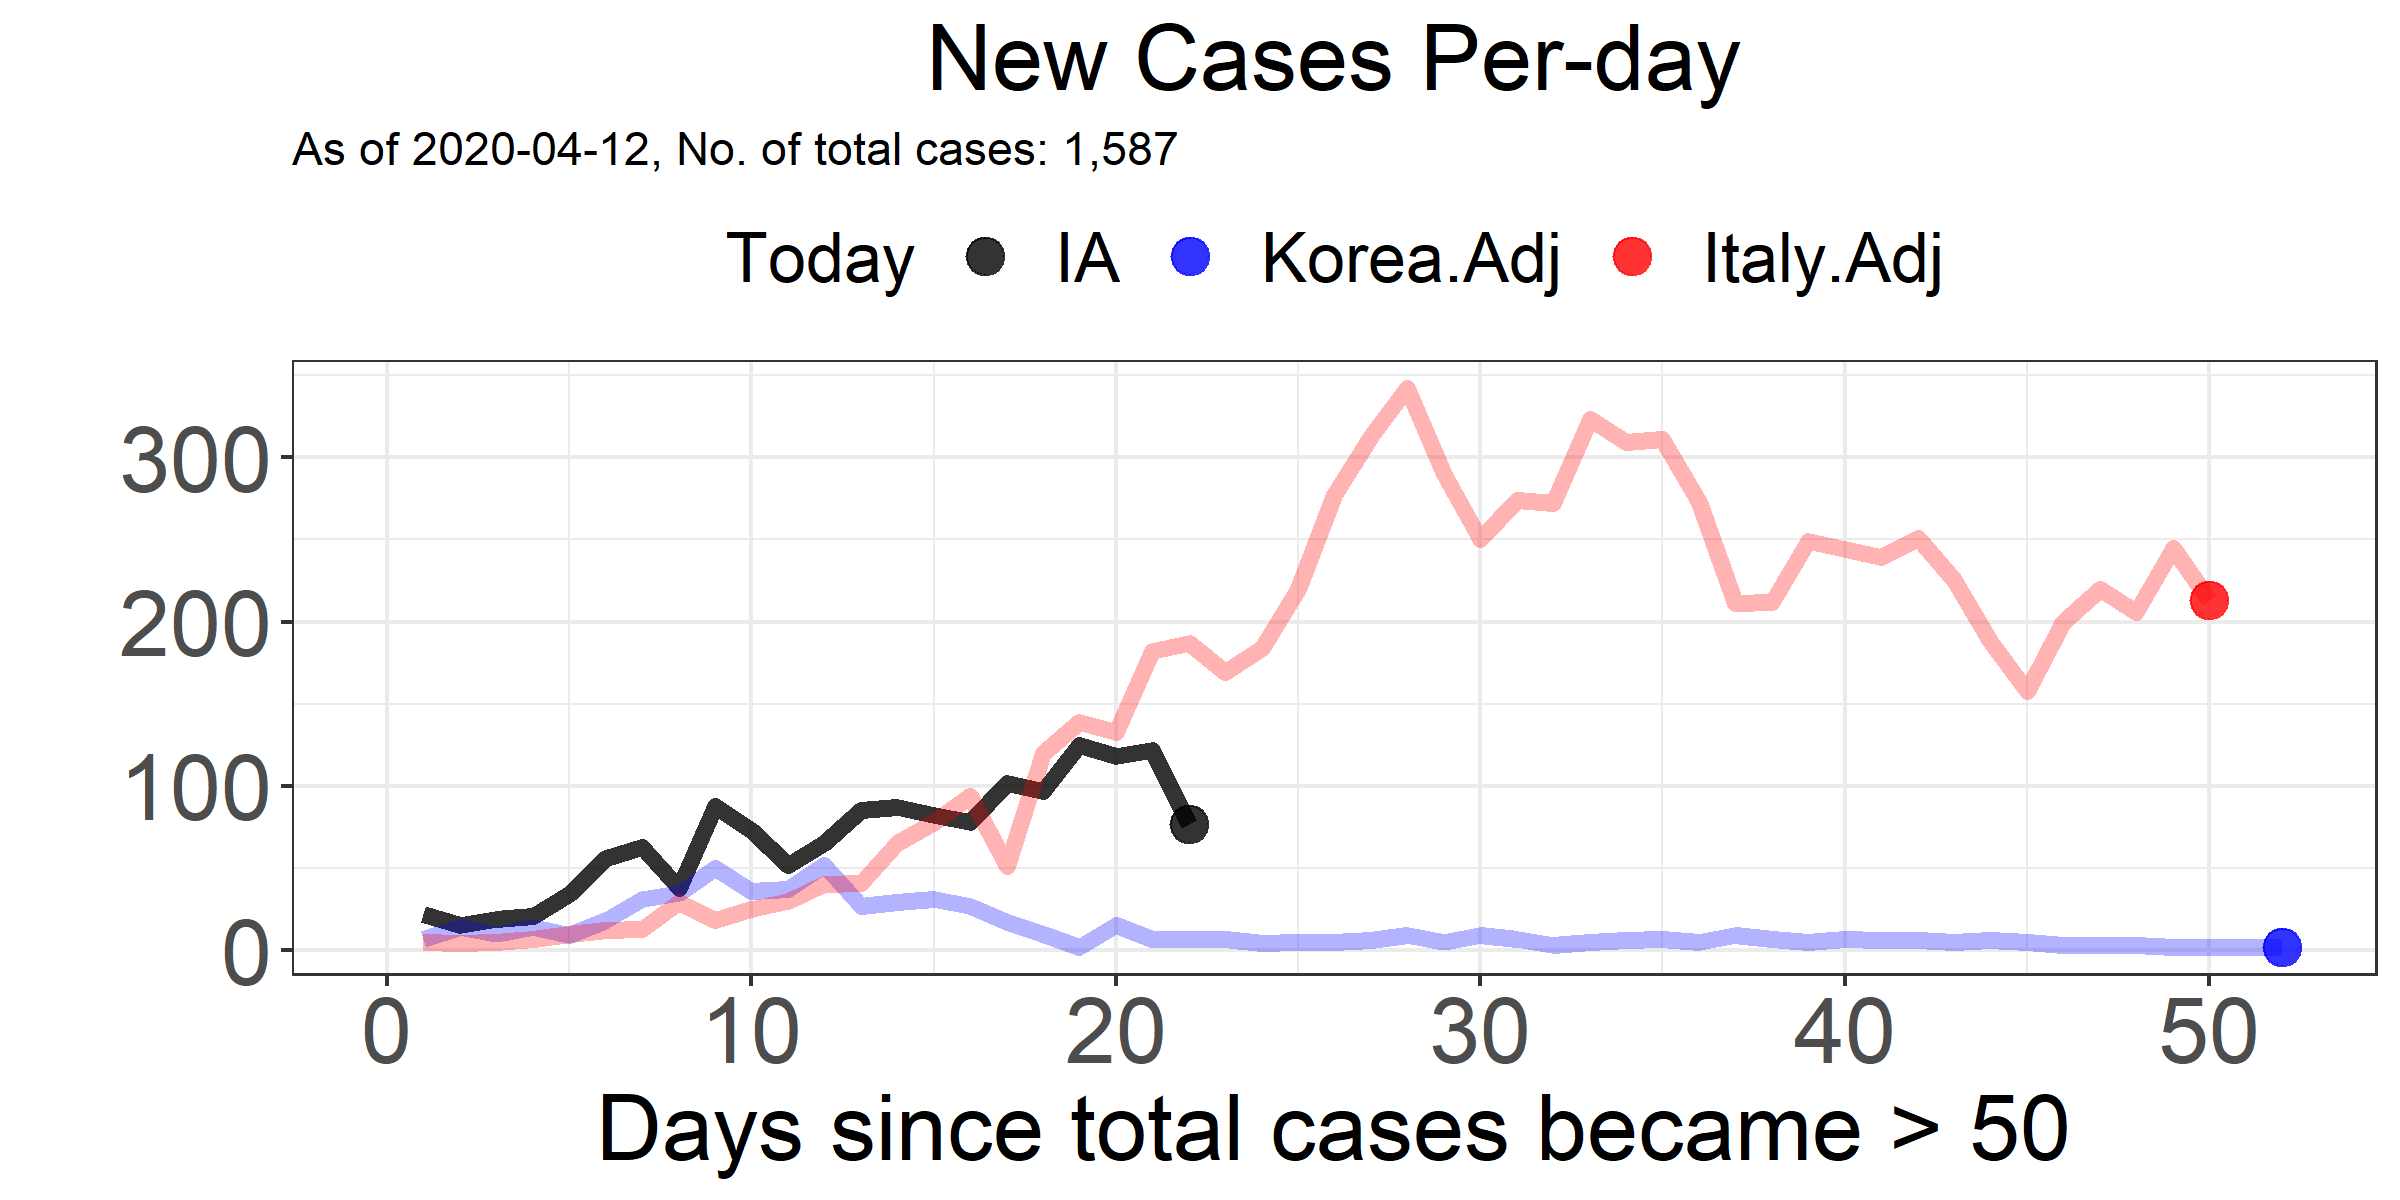 New Cases Per-day
As of 2020-04-12, No. of total cases: 1,587
Today IA Korea.Adj Italy.Adj
300
200
100
0
0 10 20 30 40 50
Days since total cases became > 50